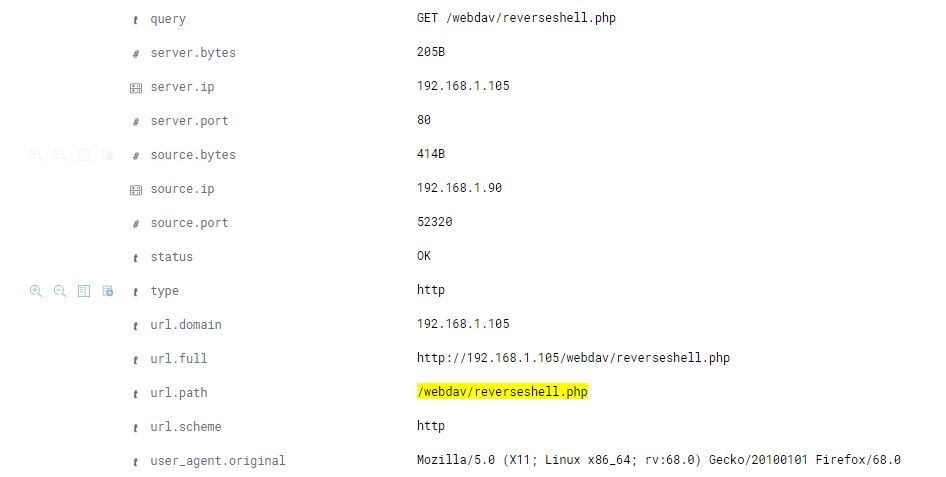 t query GET /webdav/reverseshell.php
# server.bytes 205B
server.ip 192.168.1.105
# server.port 80
# source.bytes 414B
source.ip 192.168.1.90
# source.port 52320
t status OK
t type http
t url.domain 192.168.1.105
t url.full http://192.168.1.105/webdav/reverseshell.php
t url.path /webdav/reverseshell.php
t url.scheme http
t user_agent.original Mozilla/5.0 (X11; Linux x86_64; rv:68.0) Gecko/20100101 Firefox/68.0